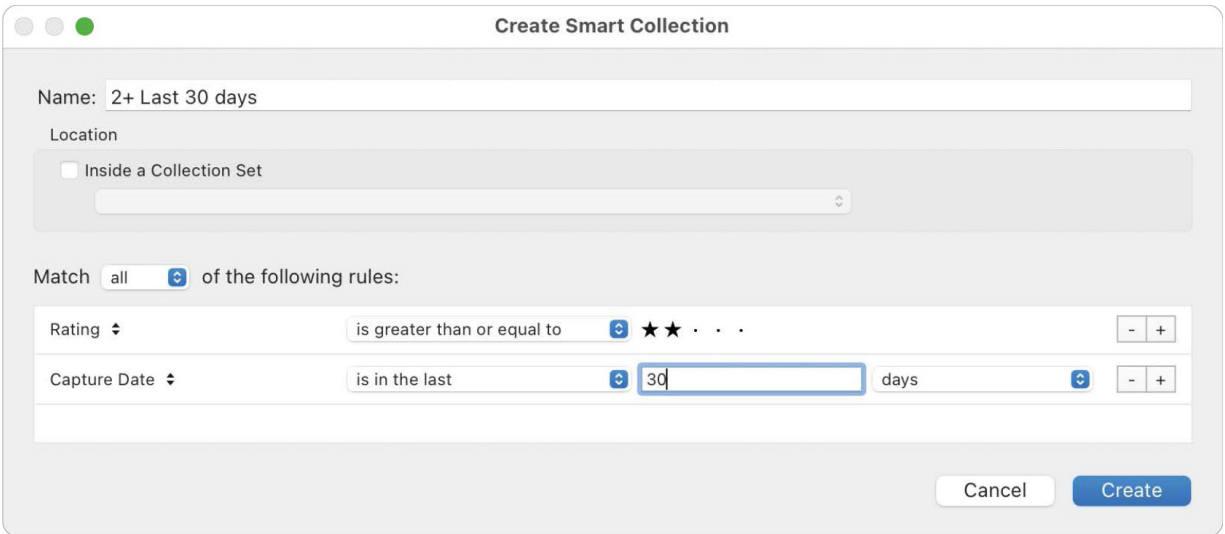 Create Smart Collection
Name: 2+ Last 30 days
Location
Inside a Collection Set
Match all of the following rules:
Rating is greater than or equal to ★★ · · · - +
Capture Date is in the last 30 days - +
Cancel Create